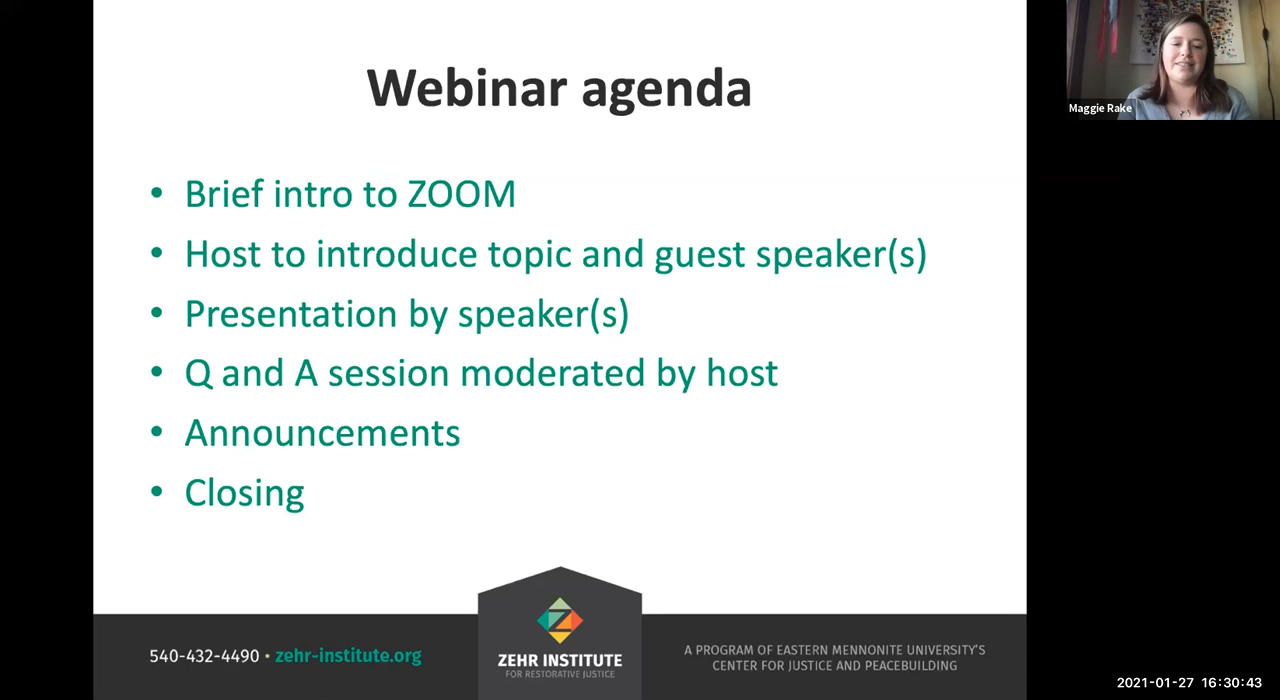 Webinar agenda
• Brief intro to ZOOM
• Host to introduce topic and guest speaker(s)
• Presentation by speaker(s)
• Q and A session moderated by host
• Announcements
• Closing
540-432-4490 • zehr-institute.org
ZEHR INSTITUTE
FOR RESTORATIVE JUSTICE
A PROGRAM OF EASTERN MENNONITE UNIVERSITY'S
CENTER FOR JUSTICE AND PEACEBUILDING
Maggie Rake
2021-01-27 16:30:43